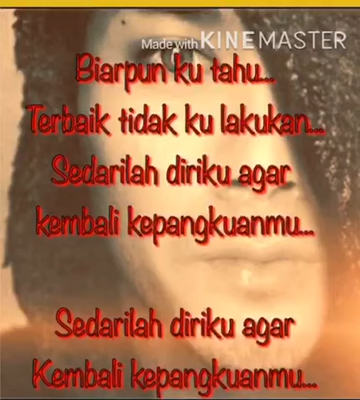 Made with KINEMASTER
Biarpun ku tahu...
Terbaik tidak ku lakukan...
Sedarilah diriku agar
kembali kepangkuanmu...
Sedarilah diriku agar
Kembali kepangkuanmu...